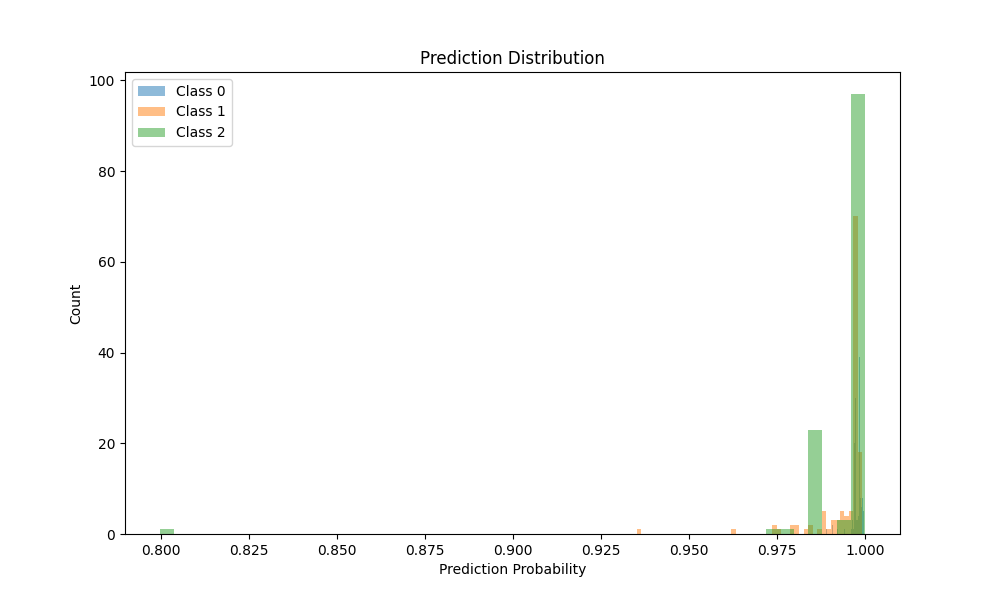 Prediction Distribution
Class 0
Class 1
Class 2
100
80
60
40
20
0
Count
0.800 0.825 0.850 0.875 0.900 0.925 0.950 0.975 1.000
Prediction Probability